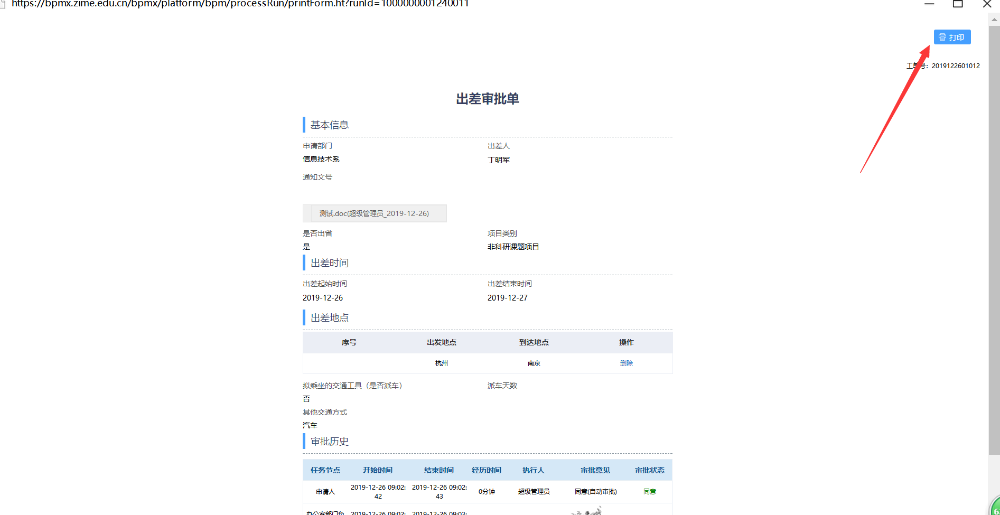 https://bpmx.zime.edu.cn/bpmx/platform/bpm/processRun/printForm.ht?runId=1000000001240011
打印
工单号：2019122601012
出差审批单
基本信息
申请部门 出差人
信息技术系 丁明军
通知文号
测试.doc(超级管理员_2019-12-26)
是否出省 项目类别
是 非科研课题项目
出差时间
出差起始时间 出差结束时间
2019-12-26 2019-12-27
出差地点
序号 出发地点 到达地点 操作
杭州 南京 删除
拟乘坐的交通工具（是否派车） 派车天数
否
其他交通方式
汽车
审批历史
任务节点 开始时间 结束时间 经历时间 执行人 审批意见 审批状态
申请人 2019-12-26 09:02:42 2019-12-26 09:02:43 0分钟 超级管理员 同意(自动审批) 同意
办公室部门负 2019-12-26 09:02: 2019-12-26 09:03: